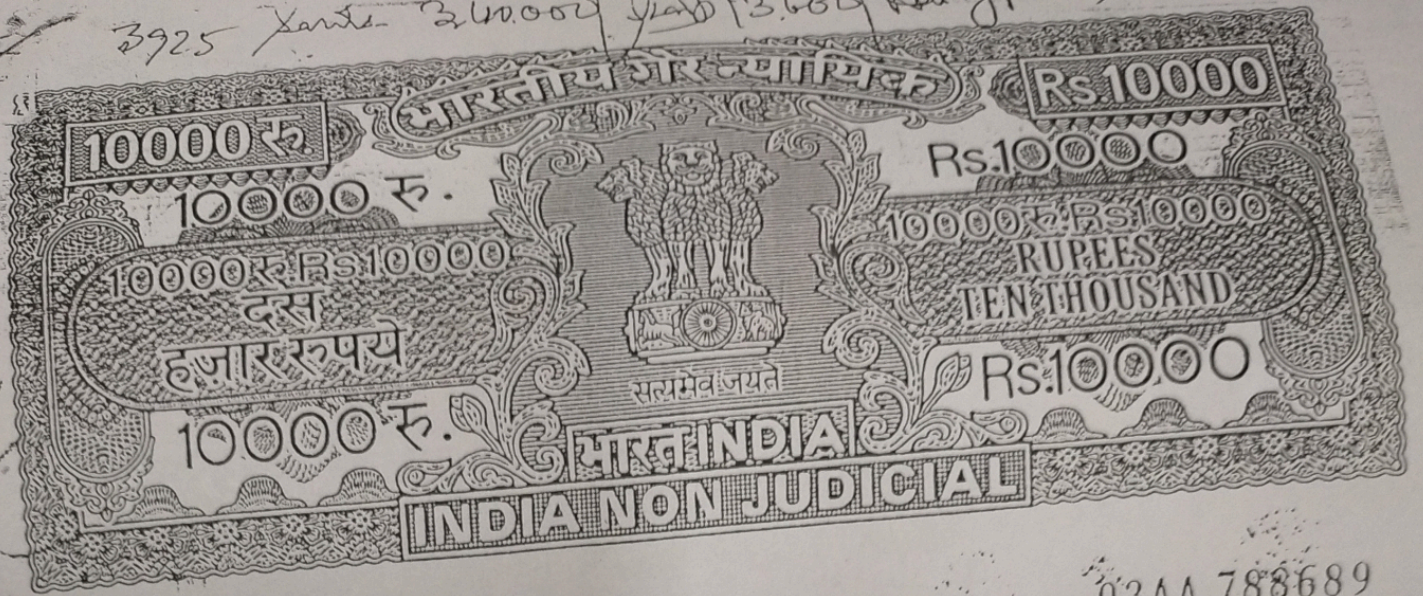 3925
भारतीय गैर न्यायिक
10000 रु.
Rs.10000
10000 रु.
Rs.10000
10000 रु. Rs.10000
दस
हज़ार रुपये
10000 रु. Rs.10000
RUPEES
TEN THOUSAND
10000 रु.
Rs.10000
सत्यमेव जयते
भारत INDIA
INDIA NON JUDICIAL
02AA 788689